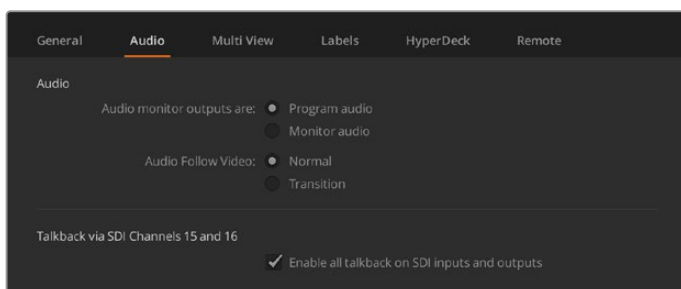 General Audio Multi View Labels HyperDeck Remote
Audio
Audio monitor outputs are: Program audio
Monitor audio
Audio Follow Video: Normal
Transition
Talkback via SDI Channels 15 and 16
Enable all talkback on SDI inputs and outputs